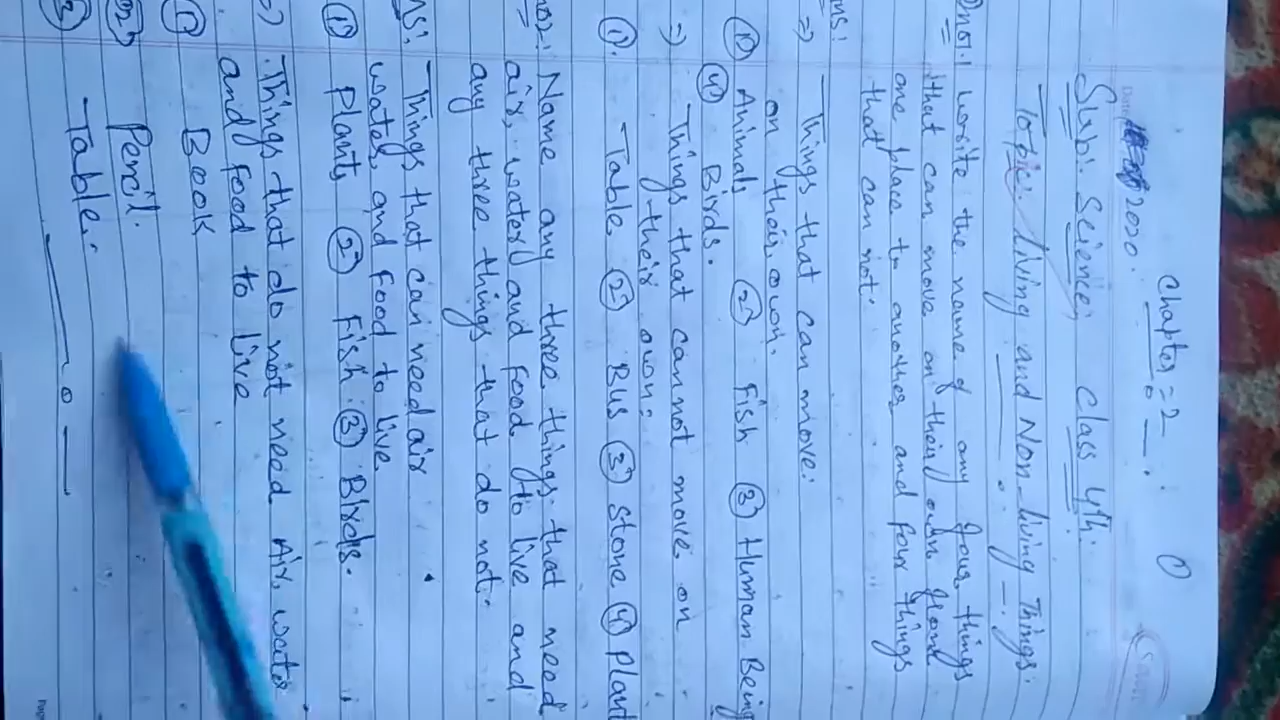 Chapter = 2
2020.
Sub: Science, class 4th.
Topic: Living and Non-living Things.
Qno: 1 write the name of any four things
that can move on their own from
one place to another and four things
that can not.
Ans:
=> Things that can move.
on their own.
① Animals ② Fish ③ Human Being
④ Birds.
=> Things that cannot move on
their own:
①. Table ② Bus ③ Stone ④ Plant
no2: Name any three things that need
air, water, and food to live and
any three things that do not.
ns: Things that can need air
water, and Food to live.
① Plants ② Fish ③ Birds.
=> Things that do not need Air, water
and Food to live
① Book
② Pencil.
③ Table.